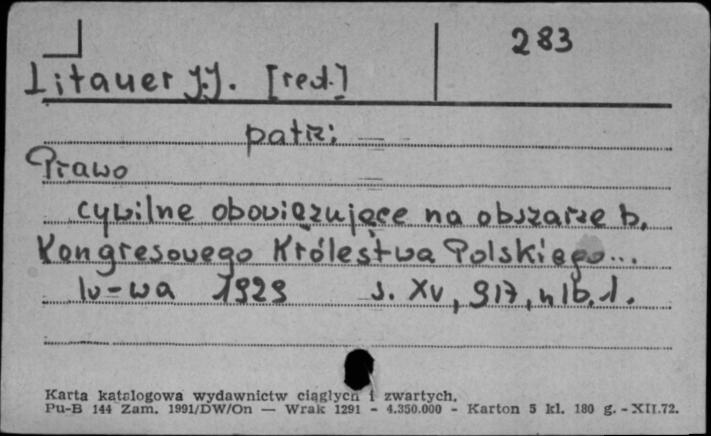 283
Litauer J.J. [red.]
patrz:
Prawo
cywilne obowiązujące na obszarze b.
Kongresowego Królestwa Polskiego...
W-wa 1929 s. XV, 917, nlb. 1.
Karta katalogowa wydawnictw ciągłych i zwartych.
Pu-B 144 Zam. 1991/DW/On — Wrak 1291 - 4.350.000 - Karton 5 kl. 180 g. - XII.72.